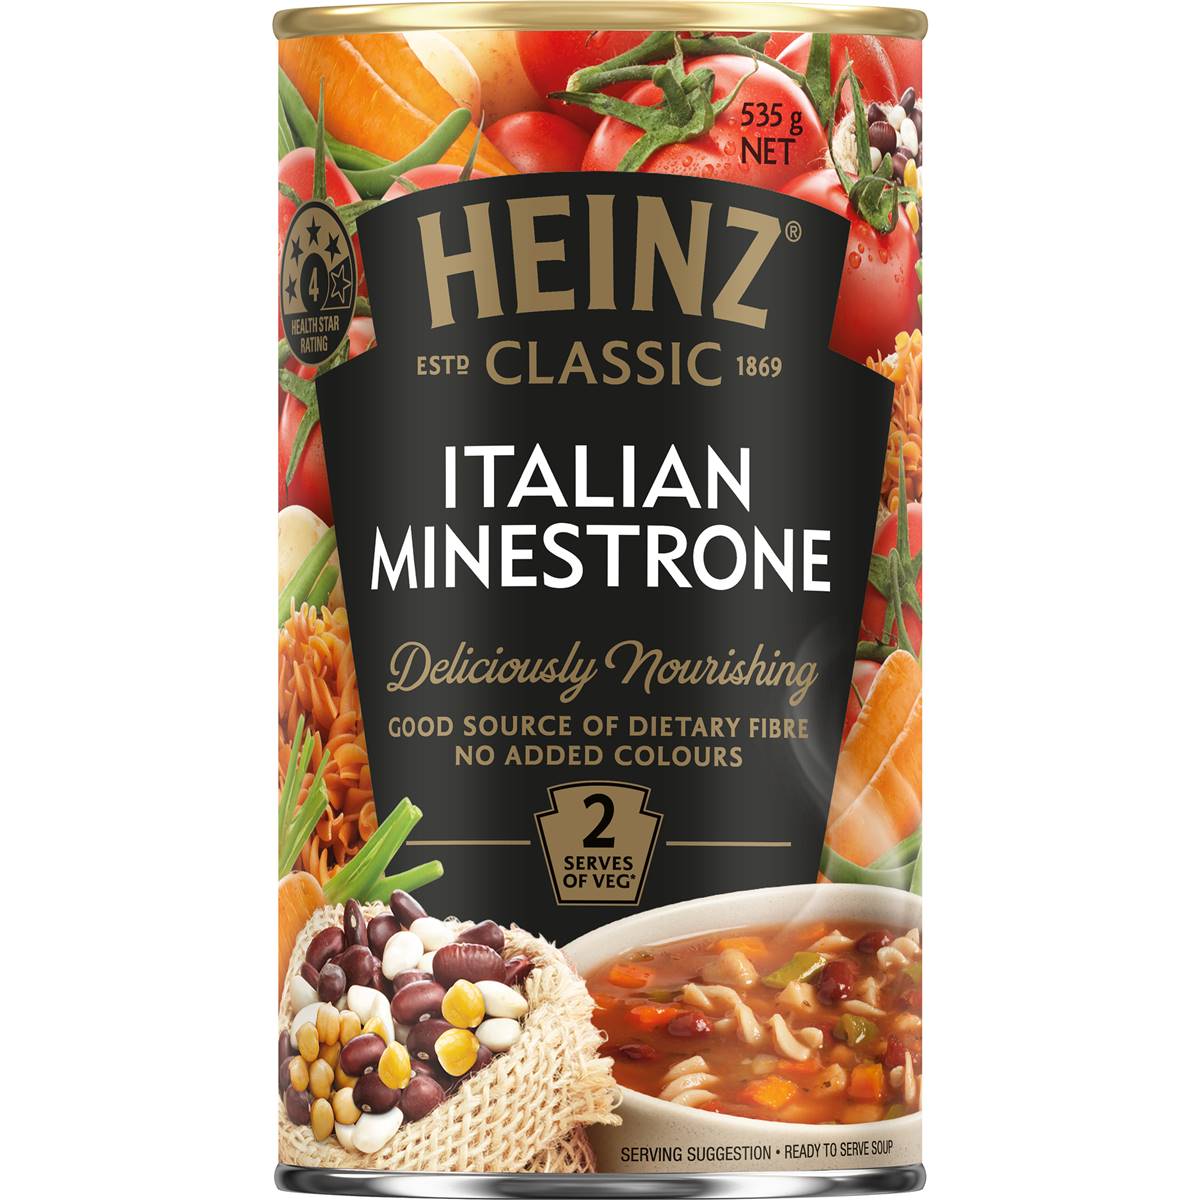 535 g
NET
HEINZ®
ESTD CLASSIC 1869
4
HEALTH STAR
RATING
ITALIAN
MINESTRONE
Deliciously Nourishing
GOOD SOURCE OF DIETARY FIBRE
NO ADDED COLOURS
2
SERVES
OF VEG*
SERVING SUGGESTION • READY TO SERVE SOUP